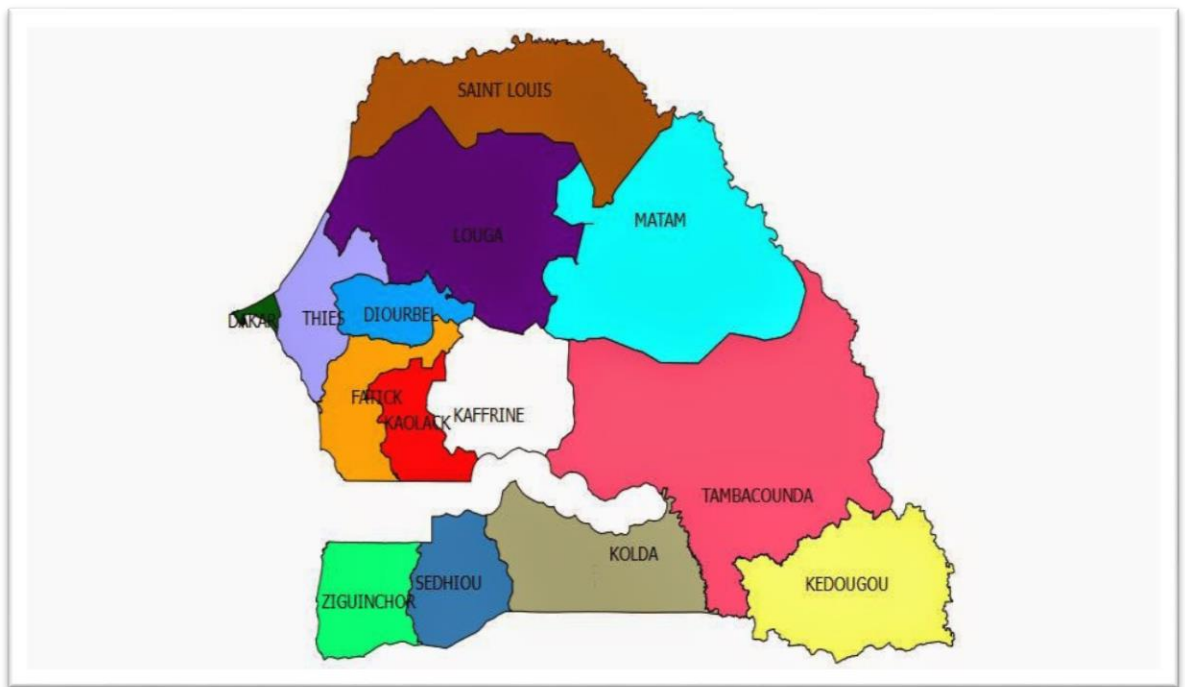 SAINT LOUIS
MATAM
LOUGA
DAKAR
THIES
DIOURBEL
FATICK
KAOLACK
KAFFRINE
TAMBACOUNDA
KOLDA
SEDHIOU
KEDOUGOU
ZIGUINCHOR